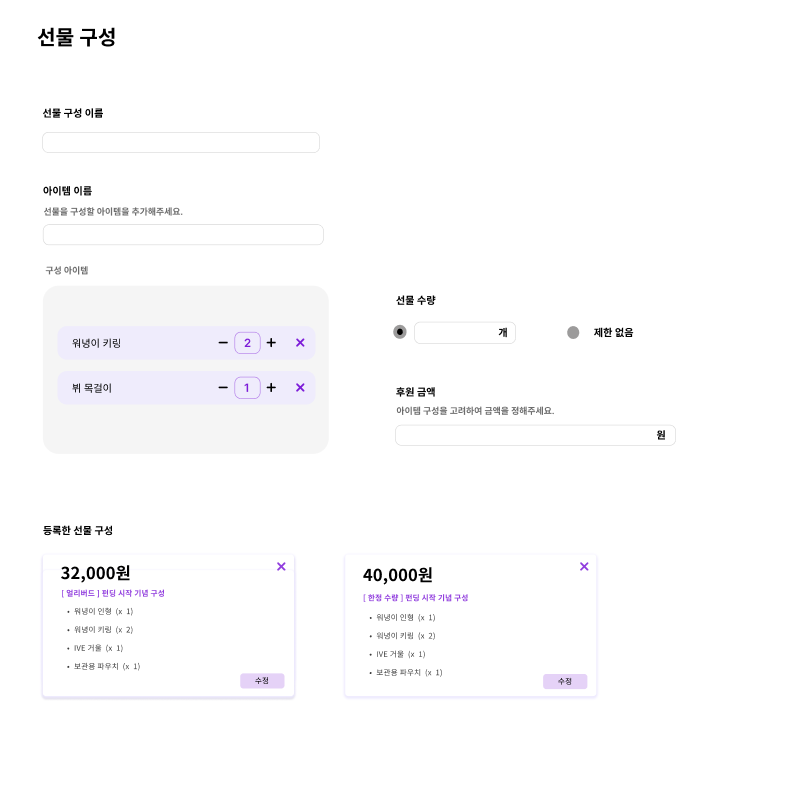 선물 구성
선물 구성 이름
아이템 이름
선물을 구성할 아이템을 추가해주세요.
구성 아이템
워녕이 키링 2
뷔 목걸이 1
선물 수량
개 제한 없음
후원 금액
아이템 구성을 고려하여 금액을 정해주세요.
원
등록한 선물 구성
32,000원
[ 얼리버드 ] 펀딩 시작 기념 구성
• 워녕이 인형 (x 1)
• 워녕이 키링 (x 2)
• IVE 거울 (x 1)
• 보관용 파우치 (x 1)
수정
40,000원
[ 한정 수량 ] 펀딩 시작 기념 구성
• 워녕이 인형 (x 1)
• 워녕이 키링 (x 2)
• IVE 거울 (x 1)
• 보관용 파우치 (x 1)
수정